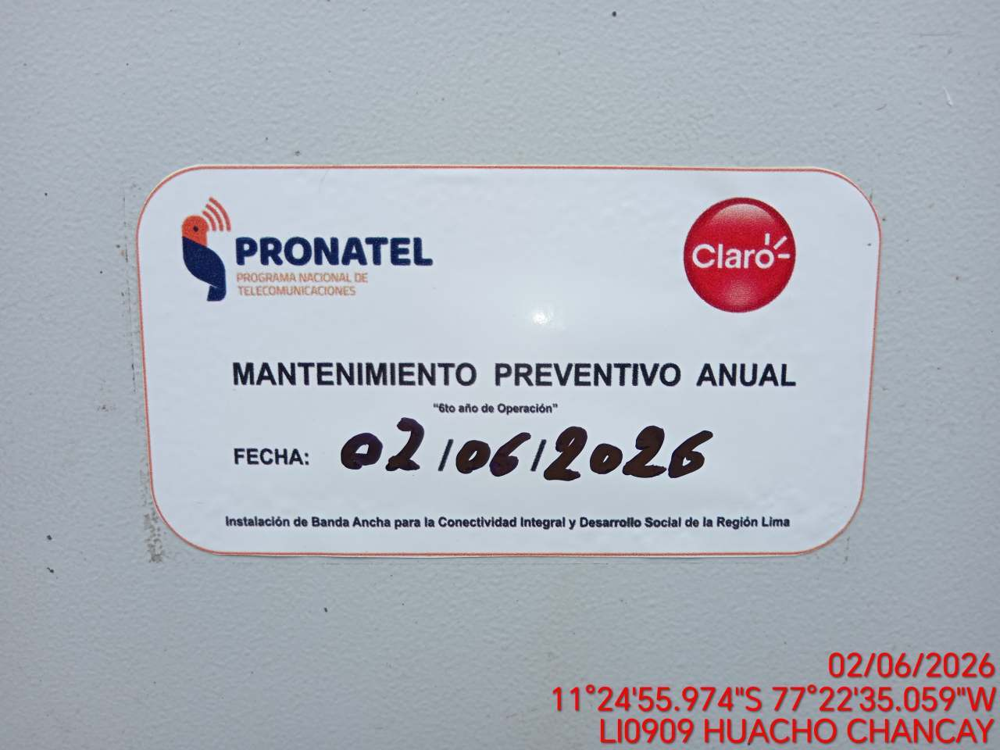 PRONATEL
PROGRAMA NACIONAL DE
TELECOMUNICACIONES
Claro
MANTENIMIENTO PREVENTIVO ANUAL
"6to año de Operación"
FECHA: 02/06/2026
Instalación de Banda Ancha para la Conectividad Integral y Desarrollo Social de la Región Lima
02/06/2026
11°24'55.974"S 77°22'35.059"W
LI0909 HUACHO CHANCAY